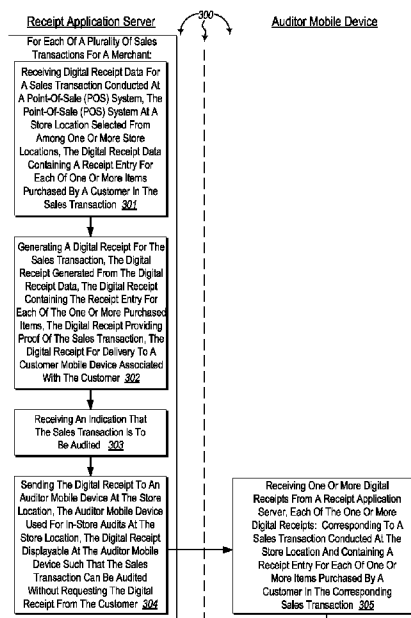 Receipt Application Server
300
Auditor Mobile Device
For Each Of A Plurality Of Sales
Transactions For A Merchant:
Receiving Digital Receipt Data For
A Sales Transaction Conducted At
A Point-Of-Sale (POS) System, The
Point-Of-Sale (POS) System At A
Store Location Selected From
Among One Or More Store
Locations, The Digital Receipt Data
Containing A Receipt Entry For
Each Of One Or More Items
Purchased By A Customer In The
Sales Transaction 301
Generating A Digital Receipt For The
Sales Transaction, The Digital
Receipt Generated From The Digital
Receipt Data, The Digital Receipt
Containing The Receipt Entry For
Each Of The One Or More Purchased
Items, The Digital Receipt Providing
Proof Of The Sales Transaction, The
Digital Receipt For Delivery To A
Customer Mobile Device Associated
With The Customer 302
Receiving An Indication That
The Sales Transaction Is To
Be Audited 303
Sending The Digital Receipt To An
Auditor Mobile Device At The Store
Location, The Auditor Mobile Device
Used For In-Store Audits At The
Store Location, The Digital Receipt
Displayable At The Auditor Mobile
Device Such That The Sales
Transaction Can Be Audited
Without Requesting The Digital
Receipt From The Customer 304
Receiving One Or More Digital
Receipts From A Receipt Application
Server, Each Of The One Or More
Digital Receipts: Corresponding To A
Sales Transaction Conducted At The
Store Location And Containing A
Receipt Entry For Each Of One Or
More Items Purchased By A
Customer In The Corresponding
Sales Transaction 305